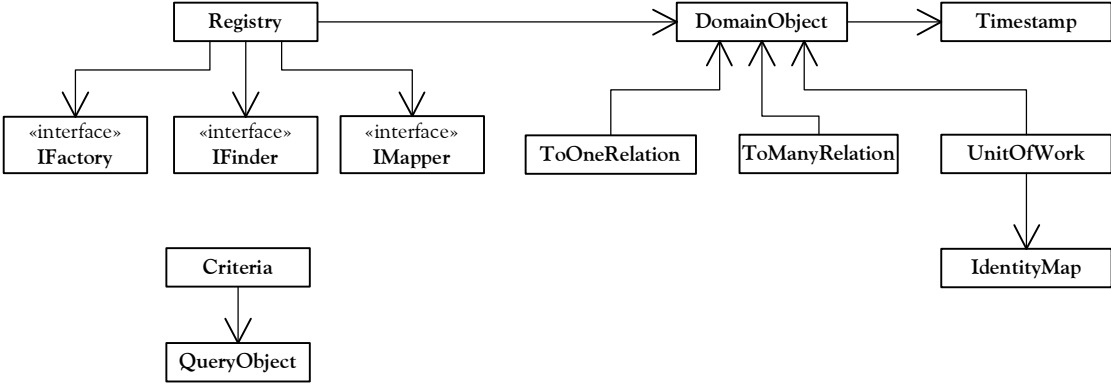 Registry
DomainObject
Timestamp
«interface»
IFactory
«interface»
IFinder
«interface»
IMapper
ToOneRelation
ToManyRelation
UnitOfWork
Criteria
IdentityMap
QueryObject